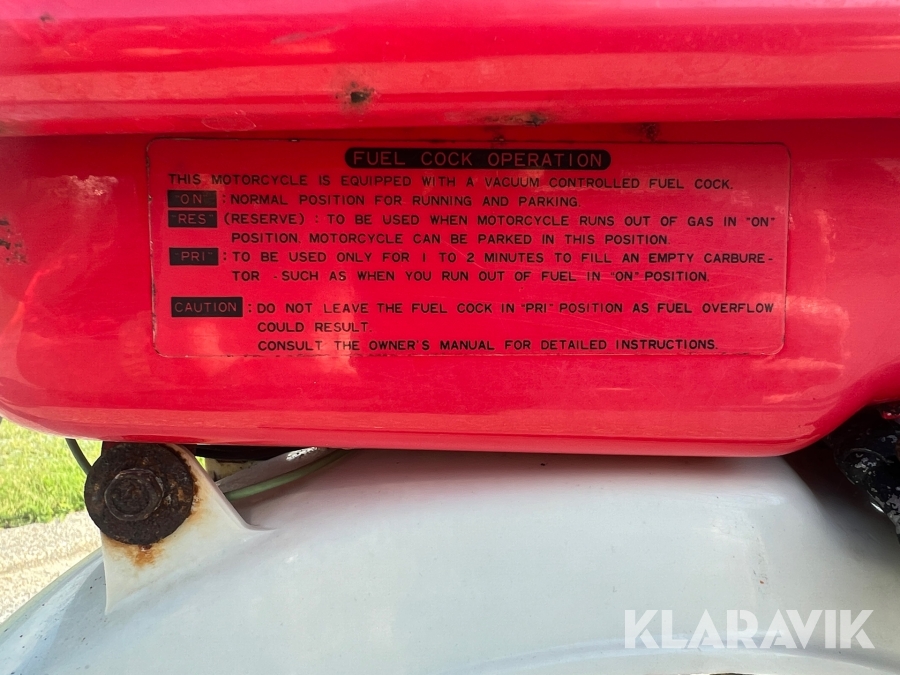 FUEL COCK OPERATION
THIS MOTORCYCLE IS EQUIPPED WITH A VACUUM CONTROLLED FUEL COCK.
"ON" : NORMAL POSITION FOR RUNNING AND PARKING.
"RES" (RESERVE) : TO BE USED WHEN MOTORCYCLE RUNS OUT OF GAS IN "ON"
POSITION. MOTORCYCLE CAN BE PARKED IN THIS POSITION.
"PRI" : TO BE USED ONLY FOR 1 TO 2 MINUTES TO FILL AN EMPTY CARBURE-
TOR - SUCH AS WHEN YOU RUN OUT OF FUEL IN "ON" POSITION.
CAUTION : DO NOT LEAVE THE FUEL COCK IN "PRI" POSITION AS FUEL OVERFLOW
COULD RESULT.
CONSULT THE OWNER'S MANUAL FOR DETAILED INSTRUCTIONS.
KLARAVIK